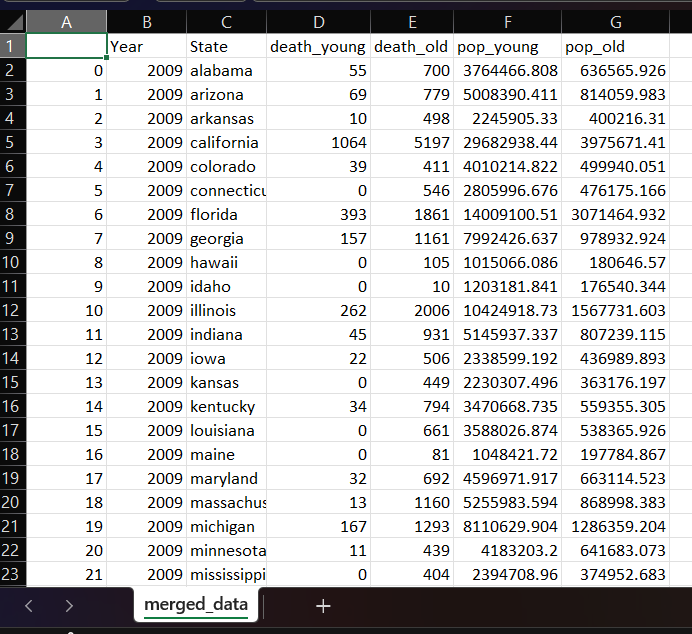 A B C D E F G
1 Year State death_young death_old pop_young pop_old
2 0 2009 alabama 55 700 3764466.808 636565.926
3 1 2009 arizona 69 779 5008390.411 814059.983
4 2 2009 arkansas 10 498 2245905.33 400216.31
5 3 2009 california 1064 5197 29682938.44 3975671.41
6 4 2009 colorado 39 411 4010214.822 499940.051
7 5 2009 connecticu 0 546 2805996.676 476175.166
8 6 2009 florida 393 1861 14009100.51 3071464.932
9 7 2009 georgia 157 1161 7992426.637 978932.924
10 8 2009 hawaii 0 105 1015066.086 180646.57
11 9 2009 idaho 0 10 1203181.841 176540.344
12 10 2009 illinois 262 2006 10424918.73 1567731.603
13 11 2009 indiana 45 931 5145937.337 807239.115
14 12 2009 iowa 22 506 2338599.192 436989.893
15 13 2009 kansas 0 449 2230307.496 363176.197
16 14 2009 kentucky 34 794 3470668.735 559355.305
17 15 2009 louisiana 0 661 3588026.874 538365.926
18 16 2009 maine 0 81 1048421.72 197784.867
19 17 2009 maryland 32 692 4596971.917 663114.523
20 18 2009 massachus 13 1160 5255983.594 868998.383
21 19 2009 michigan 167 1293 8110629.904 1286359.204
22 20 2009 minnesota 11 439 4183203.2 641683.073
23 21 2009 mississippi 0 404 2394708.96 374952.683
merged_data